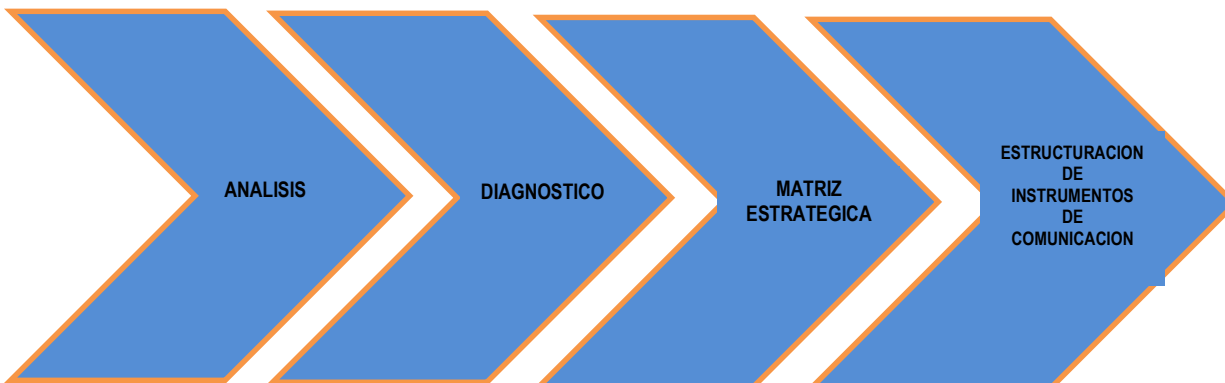 ANALISIS
DIAGNOSTICO
MATRIZ
ESTRATEGICA
ESTRUCTURACION
DE
INSTRUMENTOS
DE
COMUNICACION